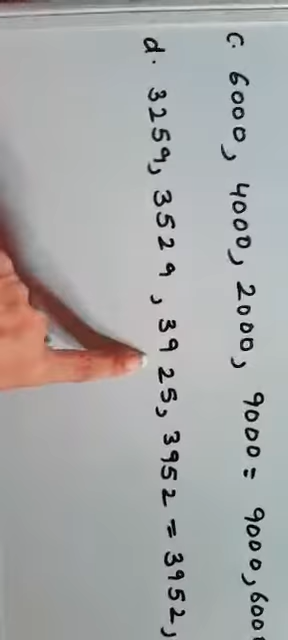 c. 6000, 4000, 2000, 9000 = 9000, 600
d. 3259, 3529, 3925, 3952 = 3952,